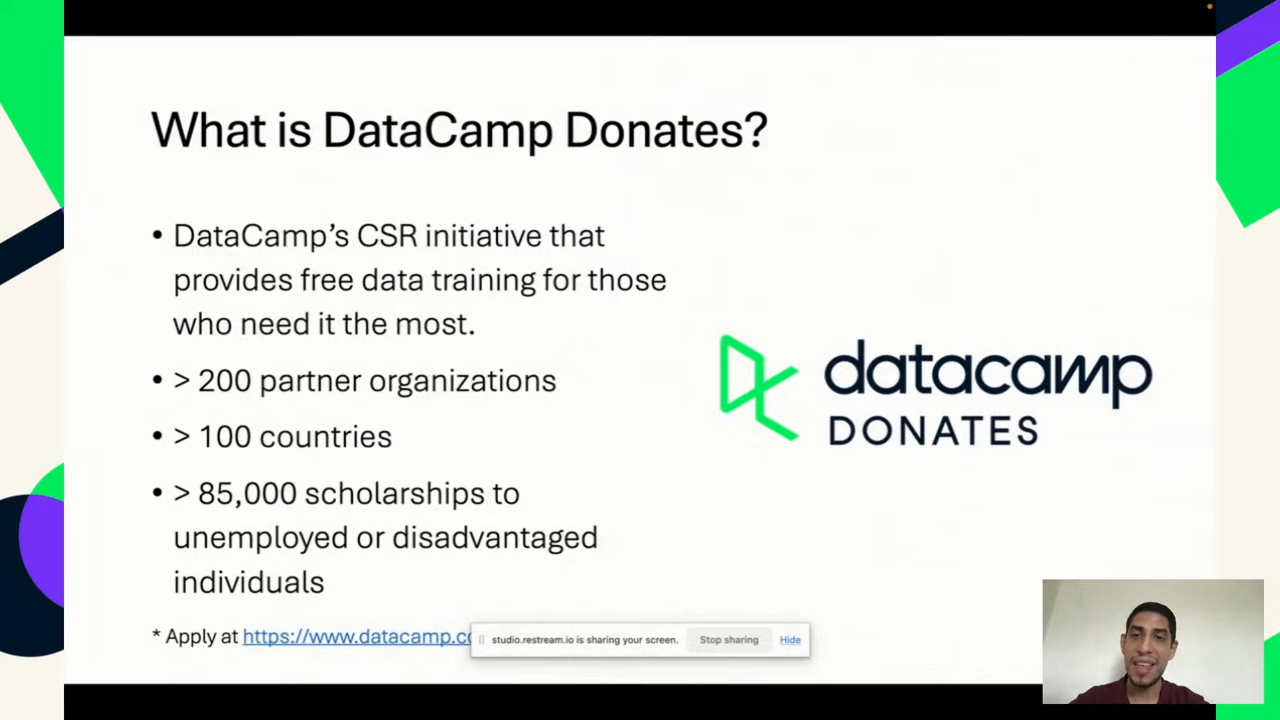 What is DataCamp Donates?
• DataCamp’s CSR initiative that
provides free data training for those
who need it the most.
• > 200 partner organizations
• > 100 countries
• > 85,000 scholarships to
unemployed or disadvantaged
individuals
datacamp
DONATES
* Apply at https://www.datacamp.c
studio.restream.io is sharing your screen. Stop sharing Hide